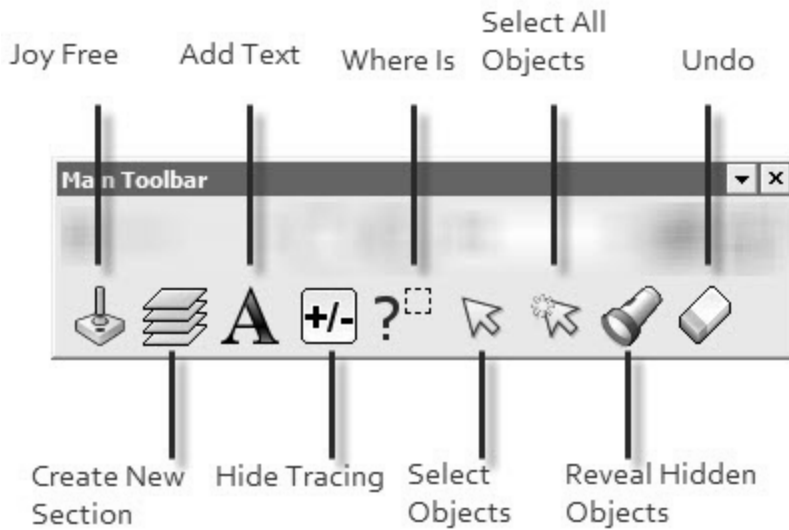 Joy Free
Add Text
Where Is
Select All
Objects
Undo
Main Toolbar
A
+/-
?
Create New
Section
Hide Tracing
Select
Objects
Reveal Hidden
Objects